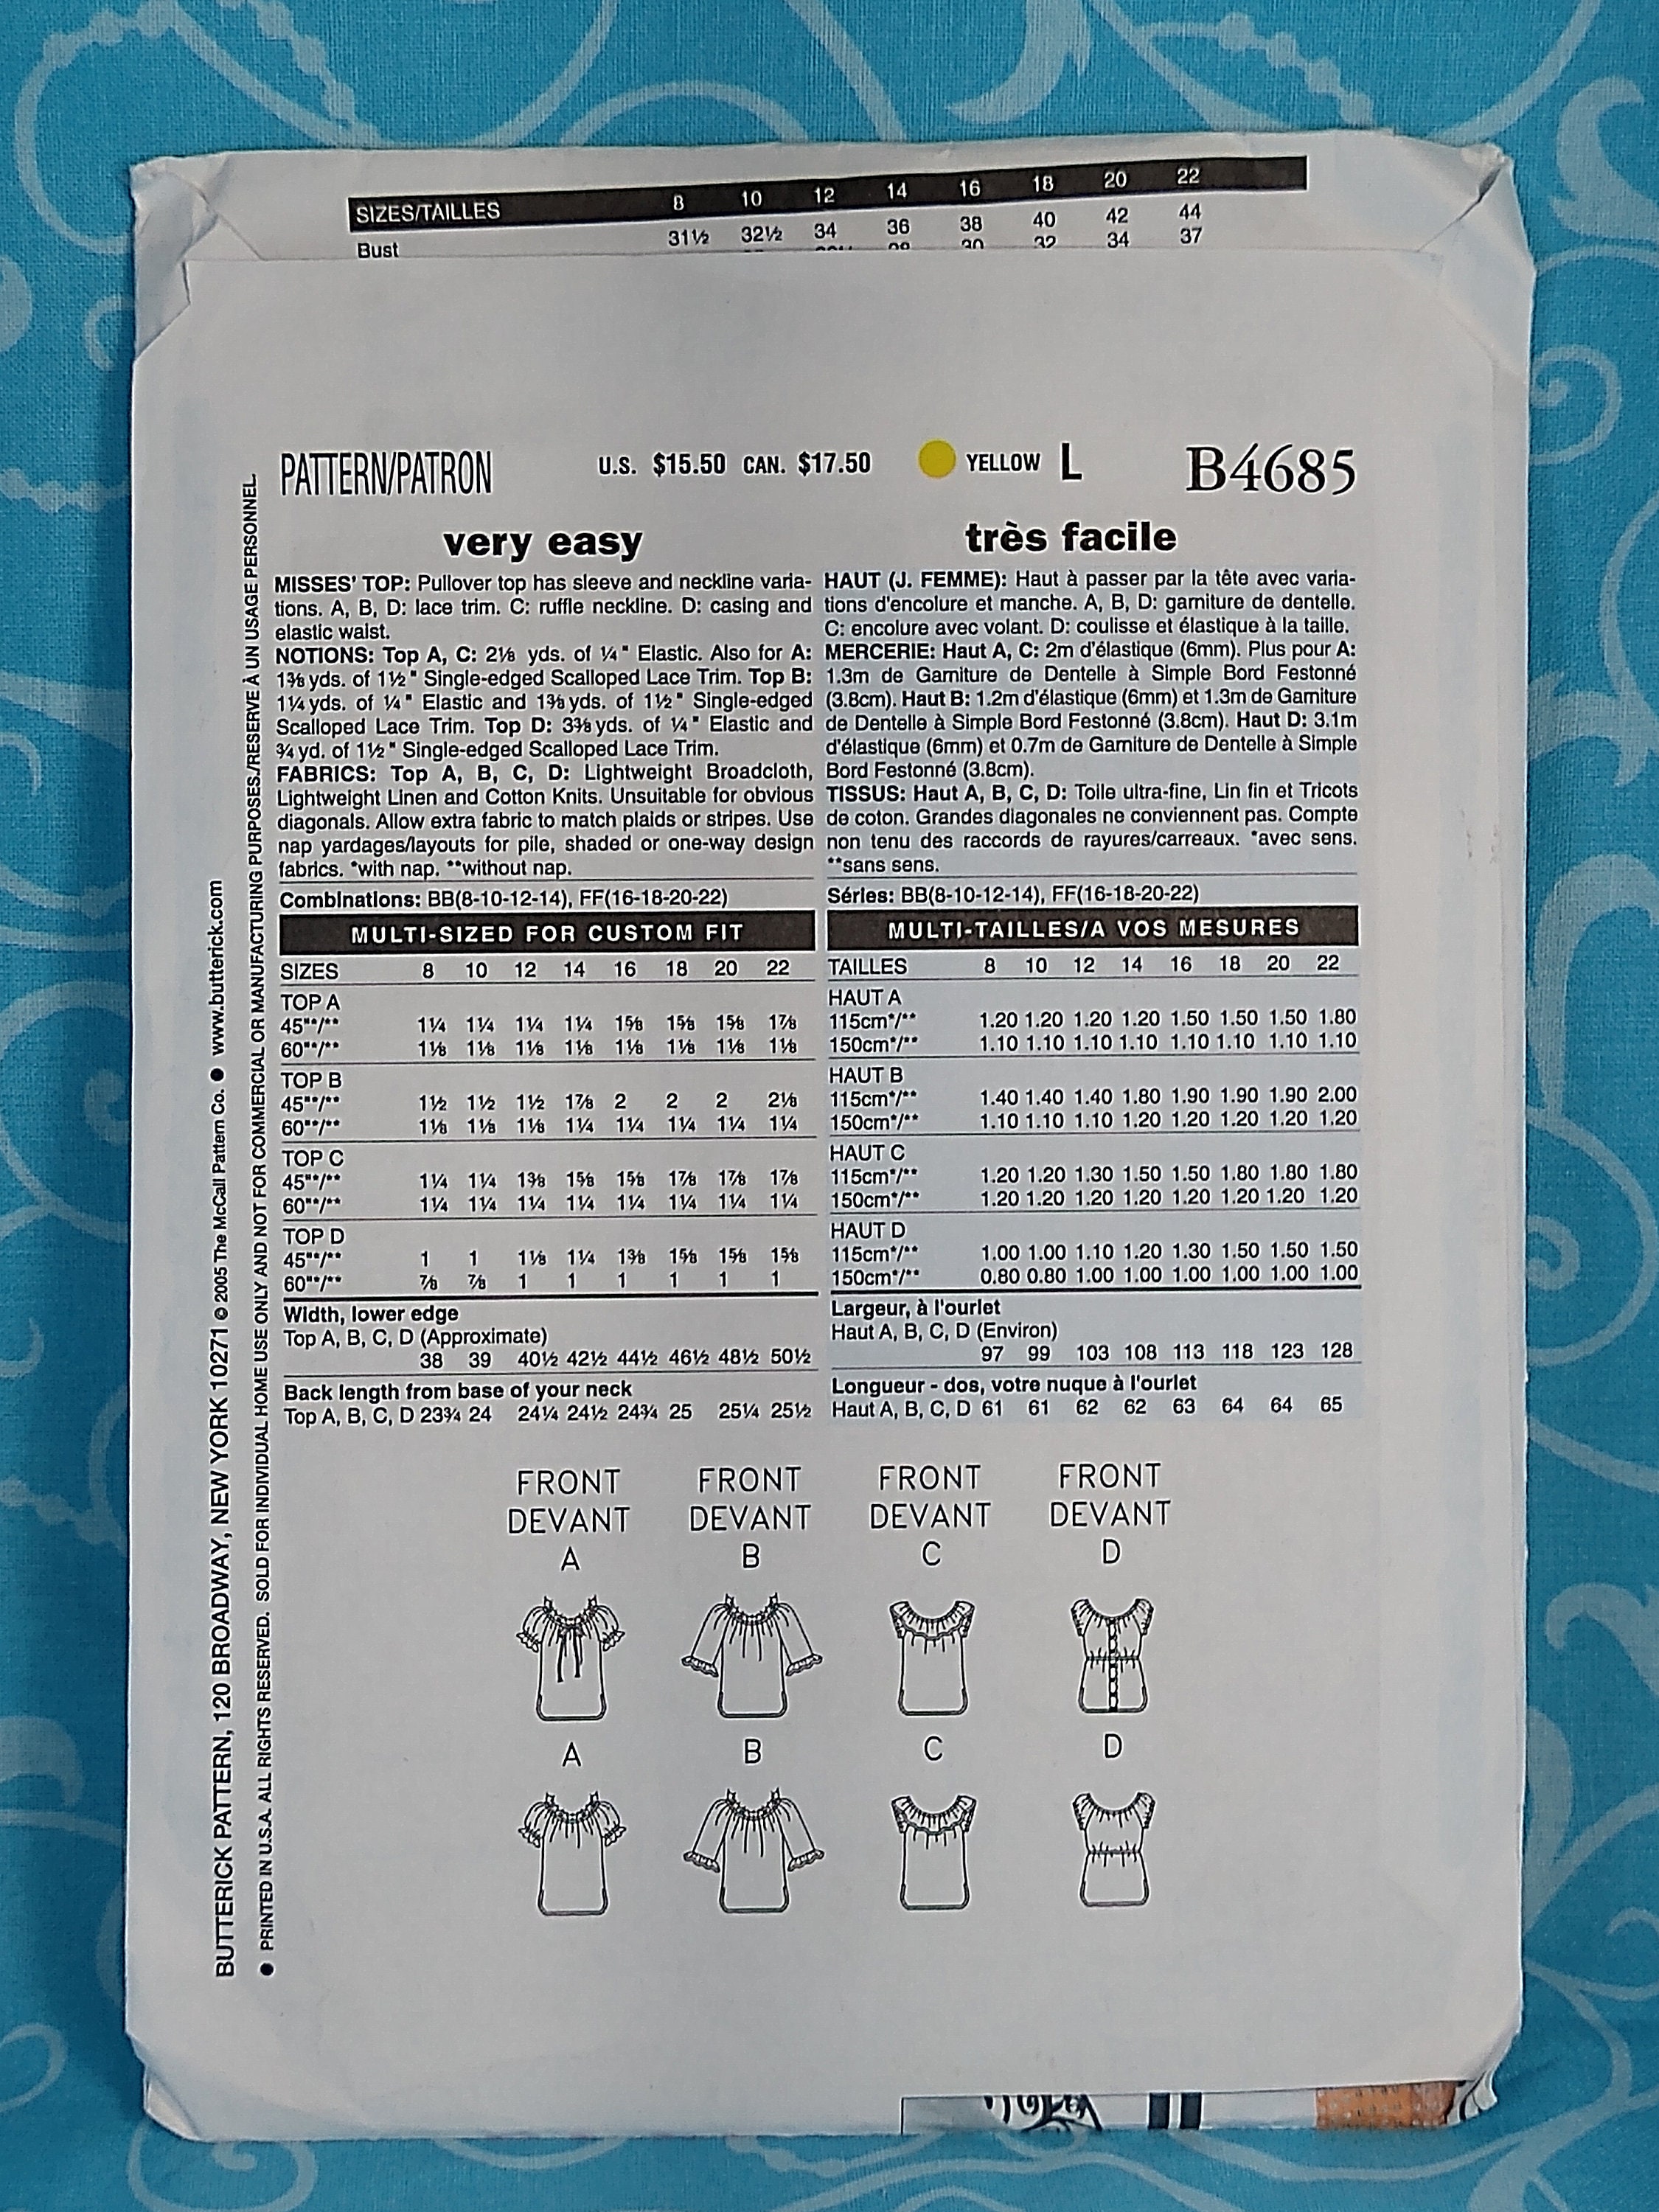 SIZES/TAILLES 8 10 12 14 16 18 20 22
Bust 31½ 32½ 34 36 38 40 42 44
30 32 34 37
PATTERN/PATRON U.S. $15.50 CAN. $17.50 YELLOW L B4685
very easy
MISSES' TOP: Pullover top has sleeve and neckline varia-
tions. A, B, D: lace trim. C: ruffle neckline. D: casing and
elastic waist.
NOTIONS: Top A, C: 2⅛ yds. of ¼" Elastic. Also for A:
1⅜ yds. of 1½" Single-edged Scalloped Lace Trim. Top B:
1¼ yds. of ¼" Elastic and 1⅜ yds. of 1½" Single-edged
Scalloped Lace Trim. Top D: 3⅜ yds. of ¼" Elastic and
¾ yd. of 1½" Single-edged Scalloped Lace Trim.
FABRICS: Top A, B, C, D: Lightweight Broadcloth,
Lightweight Linen and Cotton Knits. Unsuitable for obvious
diagonals. Allow extra fabric to match plaids or stripes. Use
nap yardages/layouts for pile, shaded or one-way design
fabrics. *with nap. **without nap.
Combinations: BB(8-10-12-14), FF(16-18-20-22)
MULTI-SIZED FOR CUSTOM FIT
SIZES 8 10 12 14 16 18 20 22
TOP A
45"*/** 1¼ 1¼ 1¼ 1¼ 1⅝ 1⅝ 1⅝ 1⅞
60"*/** 1⅛ 1⅛ 1⅛ 1⅛ 1⅛ 1⅛ 1⅛ 1⅛
TOP B
45"*/** 1½ 1½ 1½ 1⅞ 2 2 2 2⅛
60"*/** 1⅛ 1⅛ 1⅛ 1¼ 1¼ 1¼ 1¼ 1¼
TOP C
45"*/** 1¼ 1¼ 1⅜ 1⅝ 1⅝ 1⅞ 1⅞ 1⅞
60"*/** 1¼ 1¼ 1¼ 1¼ 1¼ 1¼ 1¼ 1¼
TOP D
45"*/** 1 1 1⅛ 1¼ 1⅜ 1⅝ 1⅝ 1⅝
60"*/** ⅞ ⅞ 1 1 1 1 1 1
Width, lower edge
Top A, B, C, D (Approximate)
38 39 40½ 42½ 44½ 46½ 48½ 50½
Back length from base of your neck
Top A, B, C, D 23¾ 24 24¼ 24½ 24¾ 25 25¼ 25½
très facile
HAUT (J. FEMME): Haut à passer par la tête avec varia-
tions d'encolure et manche. A, B, D: garniture de dentelle.
C: encolure avec volant. D: coulisse et élastique à la taille.
MERCERIE: Haut A, C: 2m d'élastique (6mm). Plus pour A:
1.3m de Garniture de Dentelle à Simple Bord Festonné
(3.8cm). Haut B: 1.2m d'élastique (6mm) et 1.3m de Garniture
de Dentelle à Simple Bord Festonné (3.8cm). Haut D: 3.1m
d'élastique (6mm) et 0.7m de Garniture de Dentelle à Simple
Bord Festonné (3.8cm).
TISSUS: Haut A, B, C, D: Toile ultra-fine, Lin fin et Tricots
de coton. Grandes diagonales ne conviennent pas. Compte
non tenu des raccords de rayures/carreaux. *avec sens.
**sans sens.
Séries: BB(8-10-12-14), FF(16-18-20-22)
MULTI-TAILLES/A VOS MESURES
TAILLES 8 10 12 14 16 18 20 22
HAUT A
115cm*/** 1.20 1.20 1.20 1.20 1.50 1.50 1.50 1.80
150cm*/** 1.10 1.10 1.10 1.10 1.10 1.10 1.10 1.10
HAUT B
115cm*/** 1.40 1.40 1.40 1.80 1.90 1.90 1.90 2.00
150cm*/** 1.10 1.10 1.10 1.20 1.20 1.20 1.20 1.20
HAUT C
115cm*/** 1.20 1.20 1.30 1.50 1.50 1.80 1.80 1.80
150cm*/** 1.20 1.20 1.20 1.20 1.20 1.20 1.20 1.20
HAUT D
115cm*/** 1.00 1.00 1.10 1.20 1.30 1.50 1.50 1.50
150cm*/** 0.80 0.80 1.00 1.00 1.00 1.00 1.00 1.00
Largeur, à l'ourlet
Haut A, B, C, D (Environ)
97 99 103 108 113 118 123 128
Longueur - dos, votre nuque à l'ourlet
Haut A, B, C, D 61 61 62 62 63 64 64 65
FRONT FRONT FRONT FRONT
DEVANT DEVANT DEVANT DEVANT
A B C D
A B C D
BUTTERICK PATTERN, 120 BROADWAY, NEW YORK 10271 © 2005 The McCall Pattern Co. ● www.butterick.com
● PRINTED IN U.S.A. ALL RIGHTS RESERVED. SOLD FOR INDIVIDUAL HOME USE ONLY AND NOT FOR COMMERCIAL OR MANUFACTURING PURPOSES./RESERVE À UN USAGE PERSONNEL.